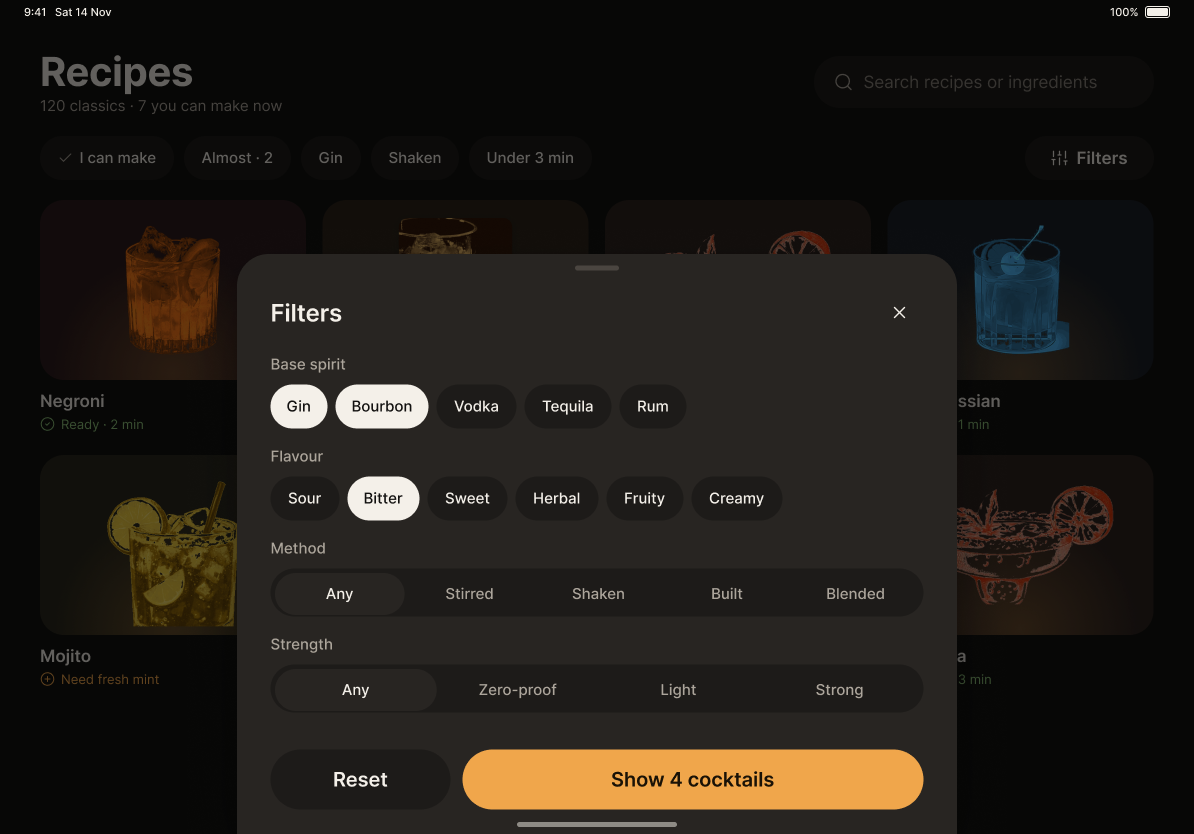 9:41 Sat 14 Nov
100%
Recipes
120 classics · 7 you can make now
Search recipes or ingredients
I can make
Almost · 2
Gin
Shaken
Under 3 min
Filters
Filters
Base spirit
Gin
Bourbon
Vodka
Tequila
Rum
Flavour
Sour
Bitter
Sweet
Herbal
Fruity
Creamy
Method
Any
Stirred
Shaken
Built
Blended
Strength
Any
Zero-proof
Light
Strong
Reset
Show 4 cocktails
Negroni
Ready · 2 min
ssian
1 min
Mojito
Need fresh mint
a
3 min